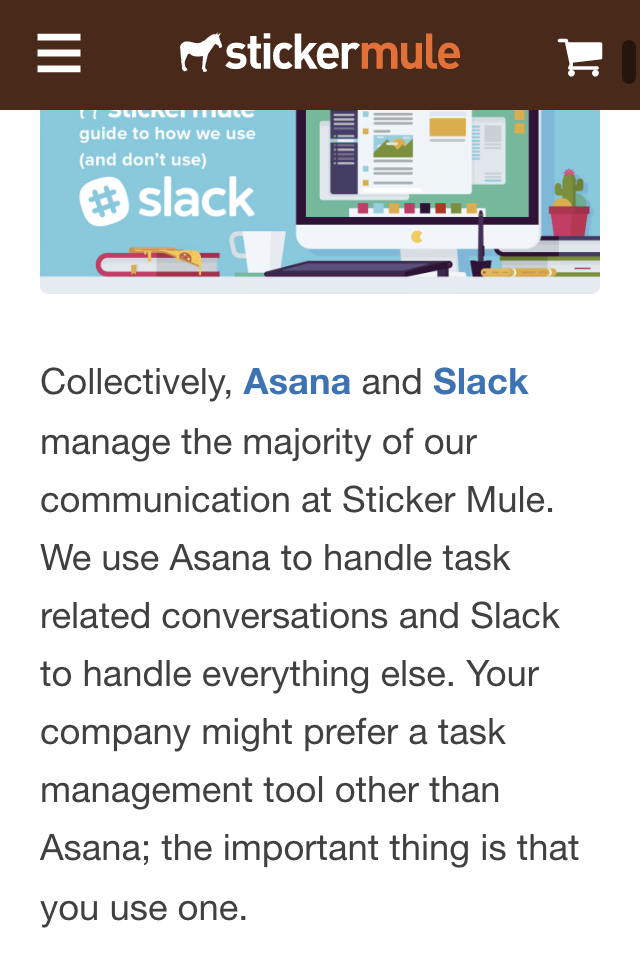 stickermule
guide to how we use
(and don't use)
slack
Collectively, Asana and Slack
manage the majority of our
communication at Sticker Mule.
We use Asana to handle task
related conversations and Slack
to handle everything else. Your
company might prefer a task
management tool other than
Asana; the important thing is that
you use one.